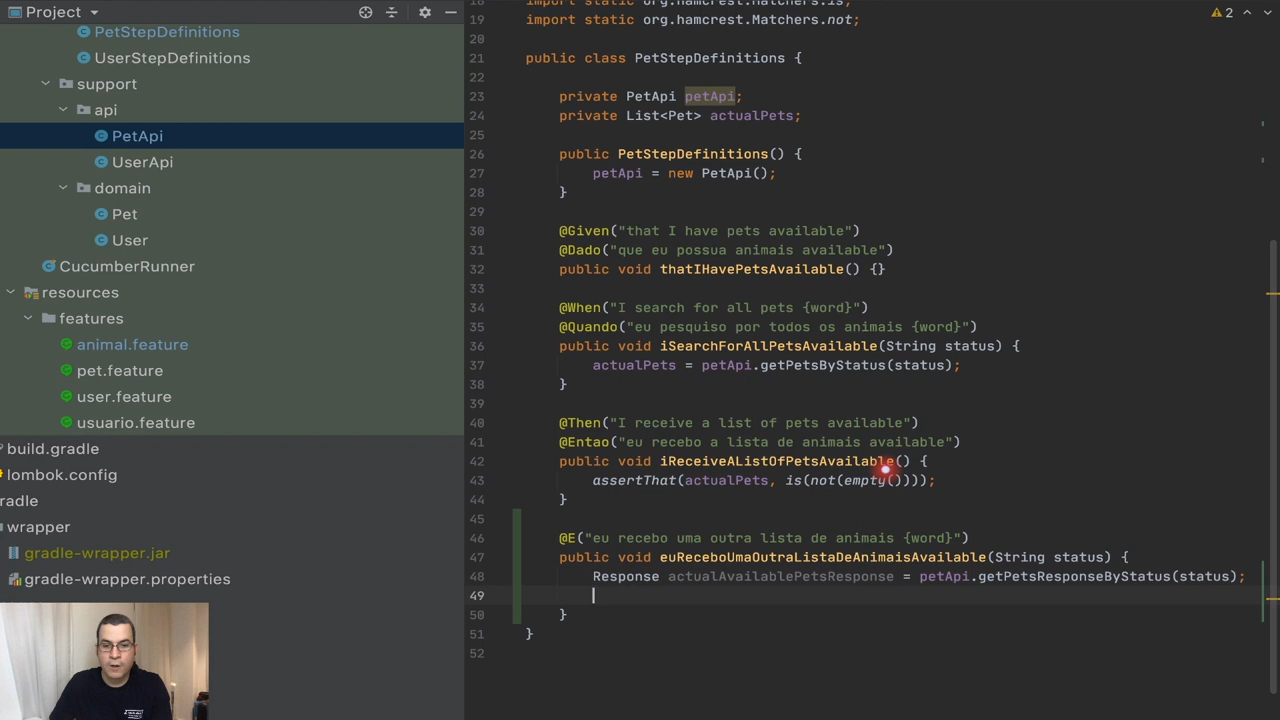 Project
PetStepDefinitions
UserStepDefinitions
support
api
PetApi
UserApi
domain
Pet
User
CucumberRunner
resources
features
animal.feature
pet.feature
user.feature
usuario.feature
build.gradle
lombok.config
radle
wrapper
gradle-wrapper.jar
gradle-wrapper.properties
2
18 import static org.hamcrest.Matchers.is;
19 import static org.hamcrest.Matchers.not;
20
21 public class PetStepDefinitions {
22
23 private PetApi petApi;
24 private List<Pet> actualPets;
25
26 public PetStepDefinitions() {
27 petApi = new PetApi();
28 }
29
30 @Given("that I have pets available")
31 @Dado("que eu possua animais available")
32 public void thatIHavePetsAvailable() {}
33
34 @When("I search for all pets {word}")
35 @Quando("eu pesquiso por todos os animais {word}")
36 public void iSearchForAllPetsAvailable(String status) {
37 actualPets = petApi.getPetsByStatus(status);
38 }
39
40 @Then("I receive a list of pets available")
41 @Entao("eu recebo a lista de animais available")
42 public void iReceiveAListOfPetsAvailable() {
43 assertThat(actualPets, is(not(empty())));
44 }
45
46 @E("eu recebo uma outra lista de animais {word}")
47 public void euReceboUmaOutraListaDeAnimaisAvailable(String status) {
48 Response actualAvailablePetsResponse = petApi.getPetsResponseByStatus(status);
49
50 }
51 }
52